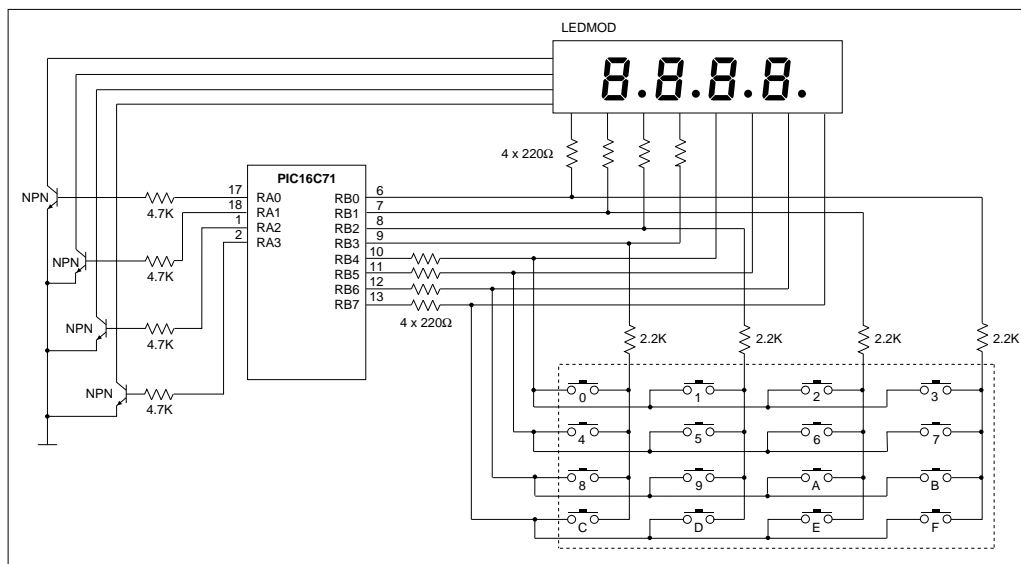 LEDMOD
8.8.8.8.
4 x 220Ω
PIC16C71
NPN
4.7K
17 RA0 RB0 6
18 RA1 RB1 7
1 RA2 RB2 8
2 RA3 RB3 9
RB4 10
RB5 11
RB6 12
RB7 13
NPN
4.7K
4 x 220Ω
NPN
4.7K
2.2K 2.2K 2.2K 2.2K
NPN
4.7K
0 1 2 3
4 5 6 7
8 9 A B
C D E F